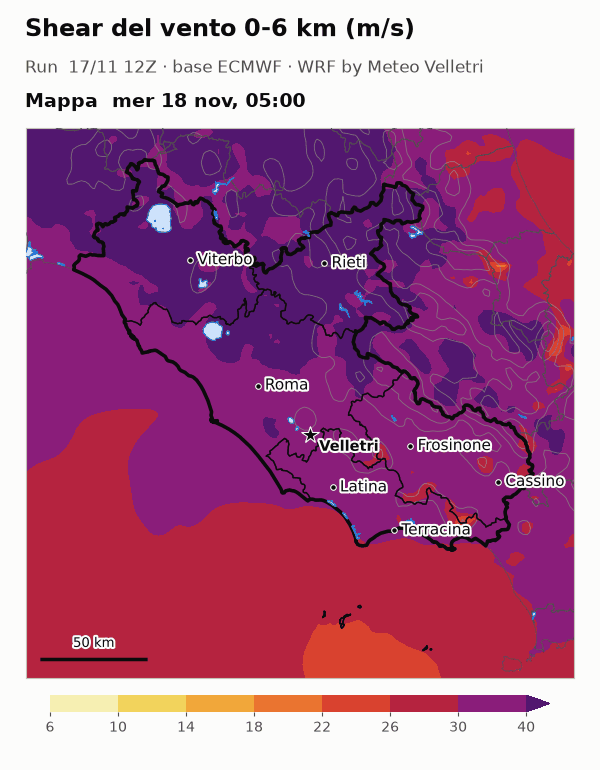 Shear del vento 0-6 km (m/s)
Run  17/11 12Z · base ECMWF · WRF by Meteo Velletri
Mappa  mer 18 nov, 05:00
Viterbo
Rieti
Roma
Velletri
Frosinone
Latina
Cassino
Terracina
50 km
6 10 14 18 22 26 30 40